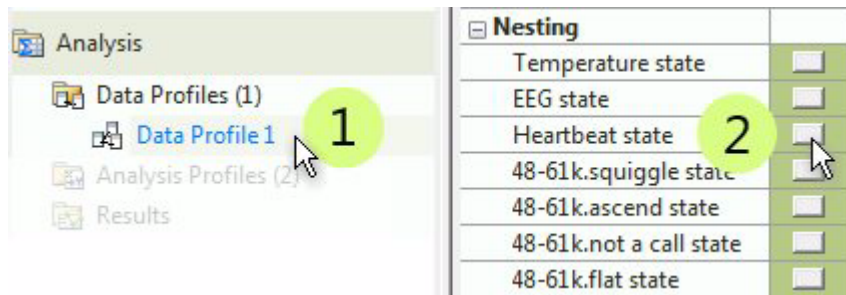 Analysis
Data Profiles (1)
Data Profile 1
1
Analysis Profiles (2)
Results
Nesting
Temperature state
EEG state
Heartbeat state
2
48-61k.squiggle state
48-61k.ascend state
48-61k.not a call state
48-61k.flat state